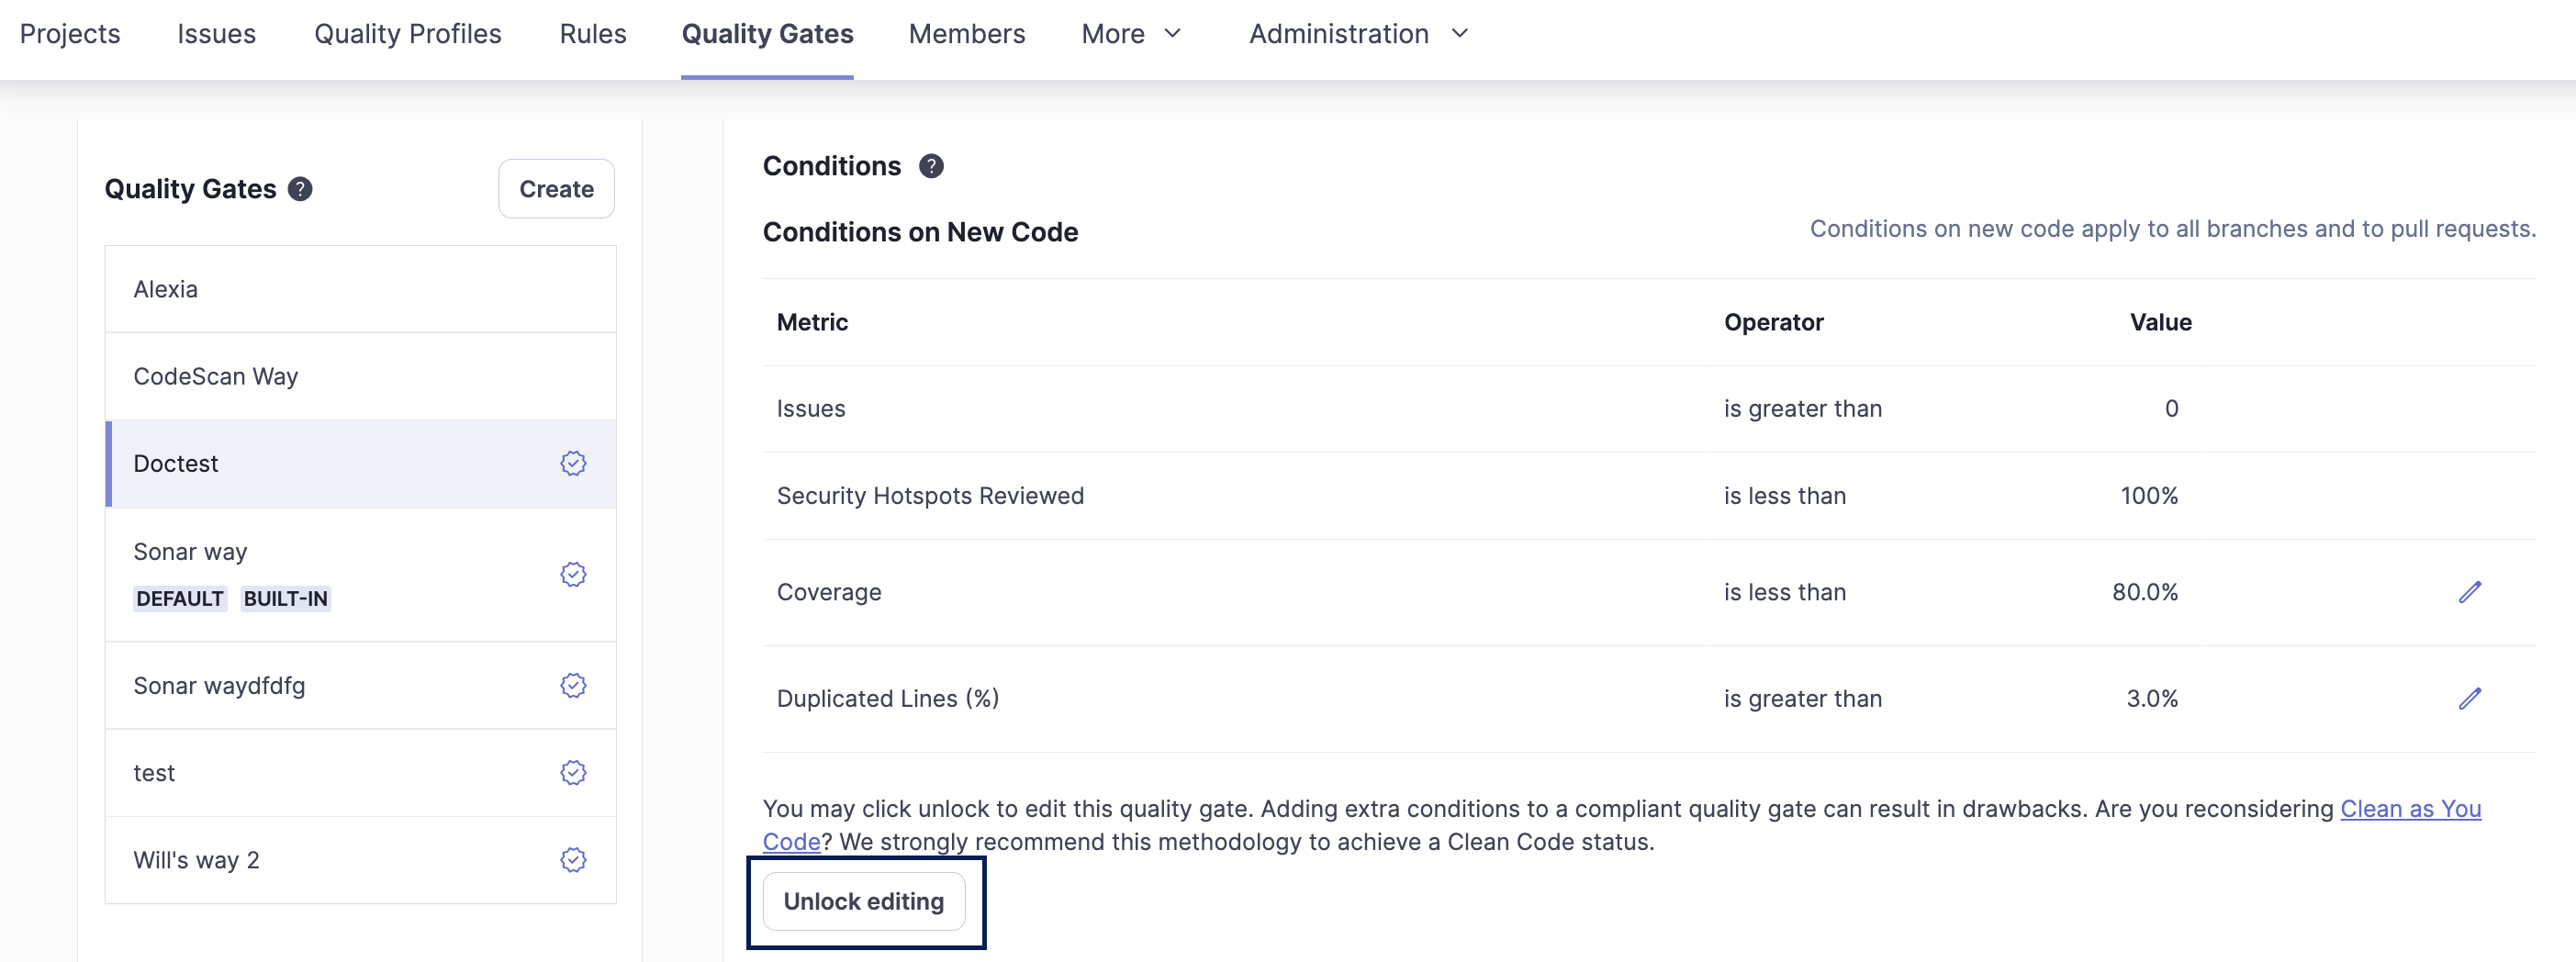 Projects Issues Quality Profiles Rules Quality Gates Members More Administration
Quality Gates ? Create
Alexia
CodeScan Way
Doctest
Sonar way
DEFAULT BUILT-IN
Sonar waydfdfg
test
Will's way 2
Conditions ?
Conditions on New Code Conditions on new code apply to all branches and to pull requests.
Metric Operator Value
Issues is greater than 0
Security Hotspots Reviewed is less than 100%
Coverage is less than 80.0%
Duplicated Lines (%) is greater than 3.0%
You may click unlock to edit this quality gate. Adding extra conditions to a compliant quality gate can result in drawbacks. Are you reconsidering Clean as You
Code? We strongly recommend this methodology to achieve a Clean Code status.
Unlock editing